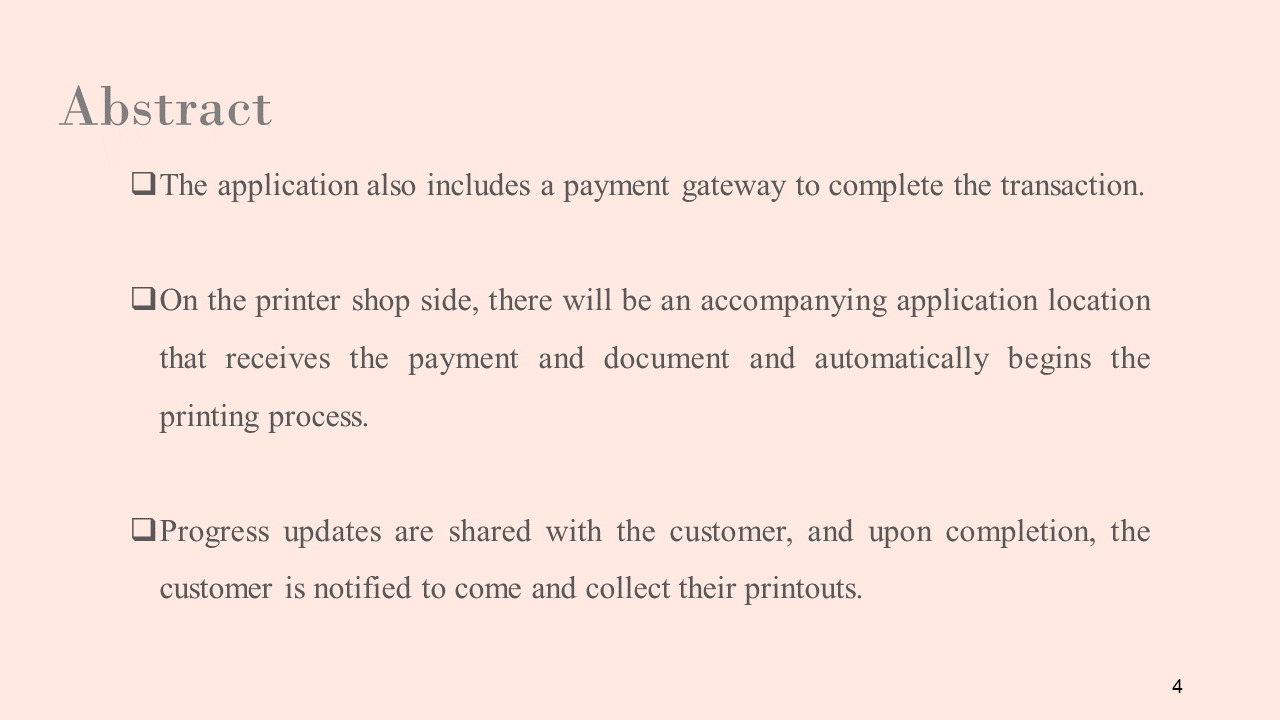 Abstract
❑The application also includes a payment gateway to complete the transaction.
❑On the printer shop side, there will be an accompanying application location
that receives the payment and document and automatically begins the
printing process.
❑Progress updates are shared with the customer, and upon completion, the
customer is notified to come and collect their printouts.
4